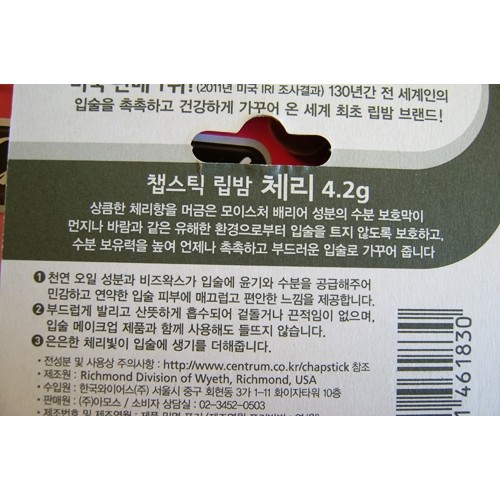 미국 판매 1위! (2011년 미국 IRI 조사결과) 130년간 전 세계인의
입술을 촉촉하고 건강하게 가꾸어 온 세계 최초 립밤 브랜드!
챕스틱 립밤 체리 4.2g
상큼한 체리향을 머금은 모이스처 배리어 성분의 수분 보호막이
먼지나 바람과 같은 유해한 환경으로부터 입술을 트지 않도록 보호하고,
수분 보유력을 높여 언제나 촉촉하고 부드러운 입술로 가꾸어 줍니다
❶ 천연 오일 성분과 비즈왁스가 입술에 윤기와 수분을 공급해주어
민감하고 연약한 입술 피부에 매끄럽고 편안한 느낌을 제공합니다.
❷ 부드럽게 발리고 산뜻하게 흡수되어 겉돌거나 끈적임이 없으며,
입술 메이크업 제품과 함께 사용해도 들뜨지 않습니다.
❸ 은은한 체리빛이 입술에 생기를 더해줍니다.
• 전성분 및 사용상 주의사항 : http://www.centrum.co.kr/chapstick 참조
• 제조원 : Richmond Division of Wyeth, Richmond, USA
• 수입원 : 한국와이어스(주) 서울시 중구 회현동 3가 1-11 화이자타워 10층
• 판매원 : (주)아모스 / 소비자 상담실 : 02-3452-0503
• 제조번호 및 제조연월 : 제품 밑면 표기
1 461830